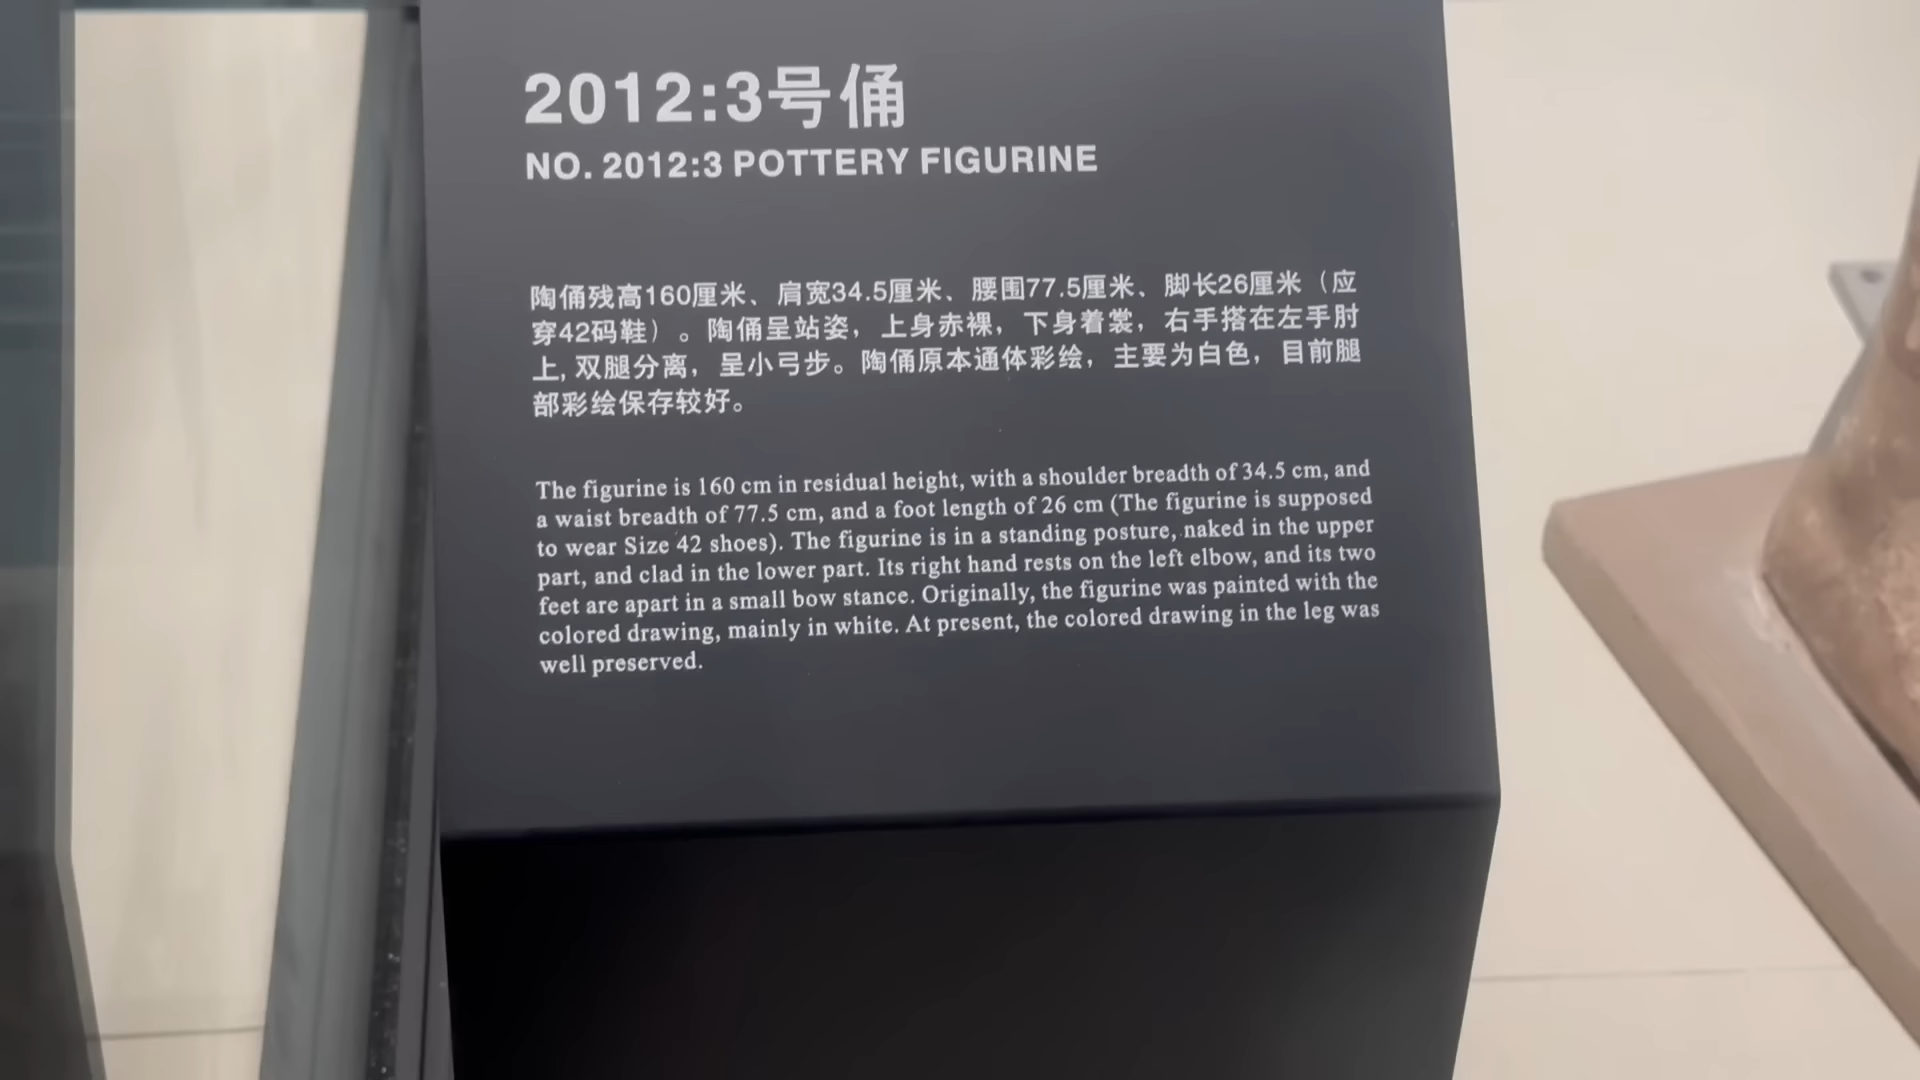 2012:3号俑
NO. 2012:3 POTTERY FIGURINE
陶俑残高160厘米、肩宽34.5厘米、腰围77.5厘米、脚长26厘米（应
穿42码鞋）。陶俑呈站姿，上身赤裸，下身着裳，右手搭在左手肘
上, 双腿分离，呈小弓步。陶俑原本通体彩绘，主要为白色，目前腿
部彩绘保存较好。
The figurine is 160 cm in residual height, with a shoulder breadth of 34.5 cm, and
a waist breadth of 77.5 cm, and a foot length of 26 cm (The figurine is supposed
to wear Size 42 shoes). The figurine is in a standing posture, naked in the upper
part, and clad in the lower part. Its right hand rests on the left elbow, and its two
feet are apart in a small bow stance. Originally, the figurine was painted with the
colored drawing, mainly in white. At present, the colored drawing in the leg was
well preserved.